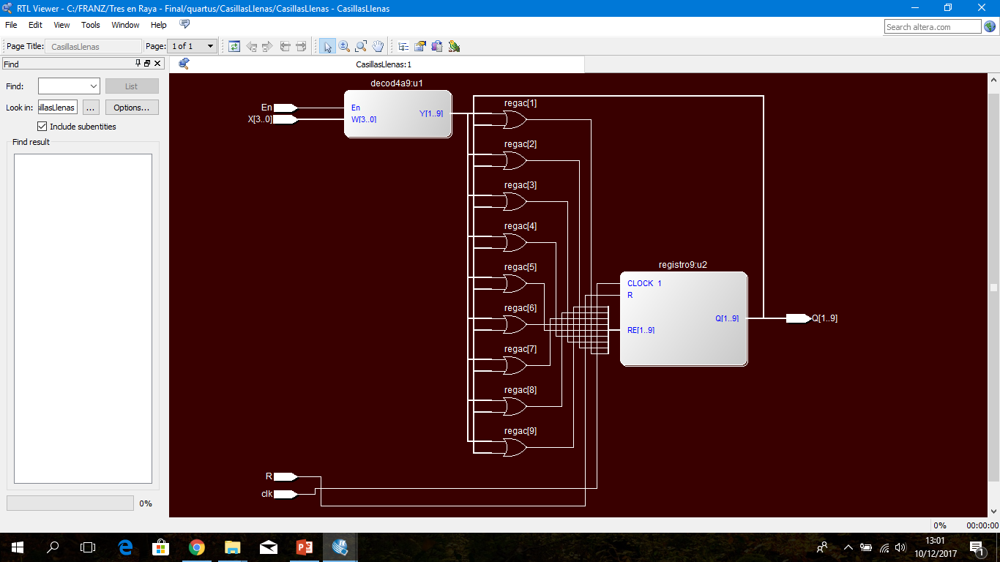 RTL Viewer - C:/FRANZ/Tres en Raya - Final/quartus/CasillasLlenas/CasillasLlenas - CasillasLlenas
File Edit View Tools Window Help
Search altera.com
Page Title: CasillasLlenas Page: 1 of 1
Find
CasillasLlenas:1
Find: List
Look in: sillasLlenas ... Options...
Include subentities
Find result
0%
decod4a9:u1
En
X[3..0]
En
W[3..0]
Y[1..9]
regac[1]
regac[2]
regac[3]
regac[4]
regac[5]
regac[6]
regac[7]
regac[8]
regac[9]
registro9:u2
CLOCK 1
R
RE[1..9]
Q[1..9]
Q[1..9]
R
clk
0% 00:00:00
13:01
10/12/2017
1